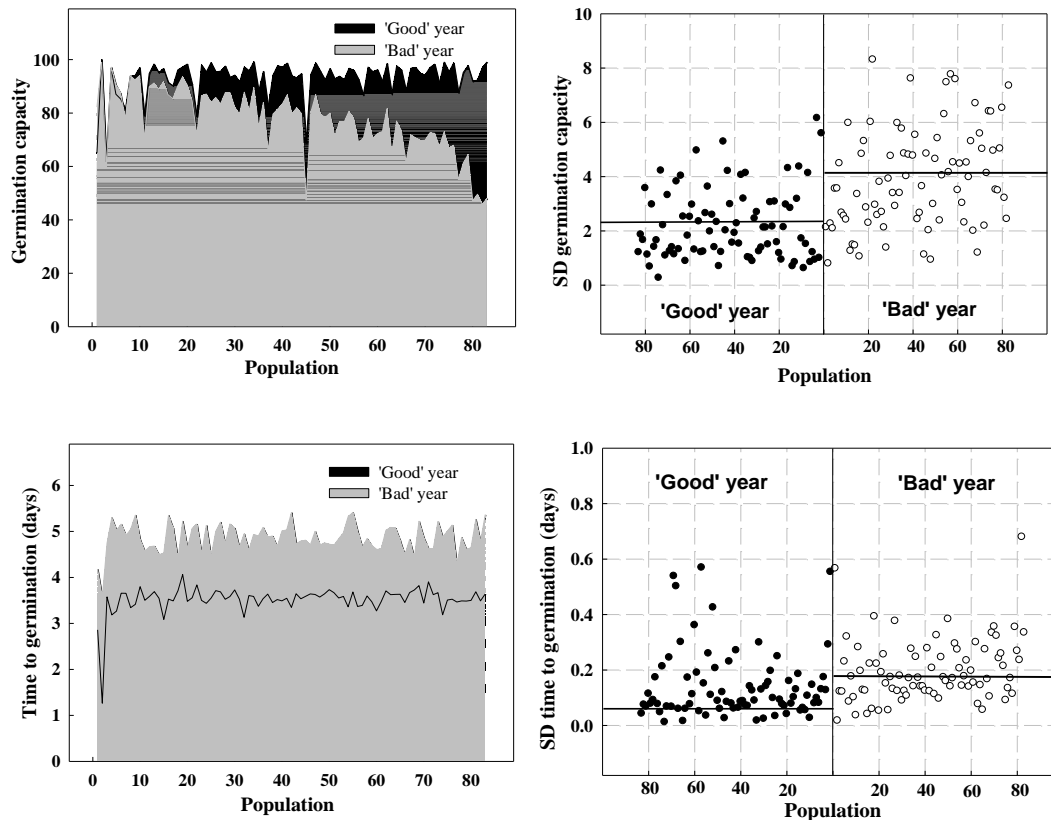 'Good' year
'Bad' year
100
80
60
40
20
0
Germination capacity
0 10 20 30 40 50 60 70 80
Population
10
8
6
4
2
0
SD germination capacity
'Good' year
'Bad' year
80 60 40 20 20 40 60 80
Population
'Good' year
'Bad' year
6
5
4
3
2
1
0
Time to germination (days)
0 10 20 30 40 50 60 70 80
Population
1.0
0.8
0.6
0.4
0.2
0.0
SD time to germination (days)
'Good' year
'Bad' year
80 60 40 20 20 40 60 80
Population